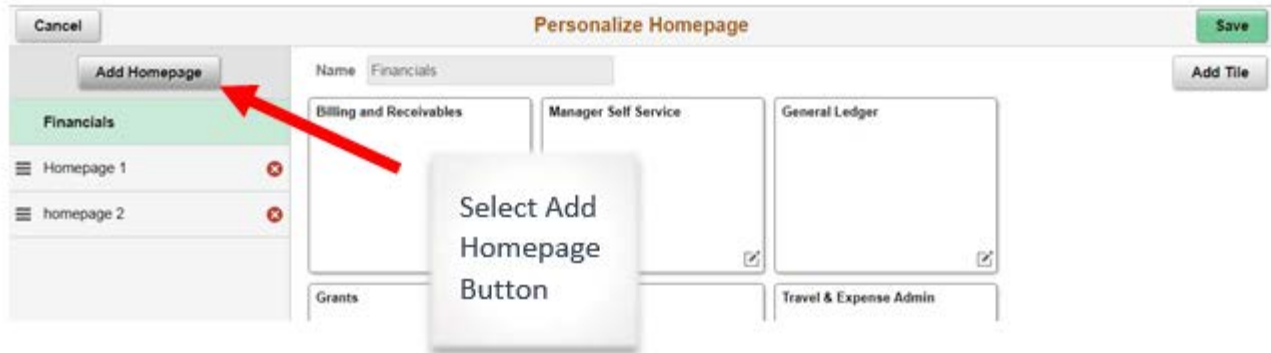 Cancel
Personalize Homepage
Save
Add Homepage
Name Financials
Add Tile
Financials
Homepage 1
homepage 2
Billing and Receivables
Manager Self Service
General Ledger
Select Add
Homepage
Button
Grants
Travel & Expense Admin